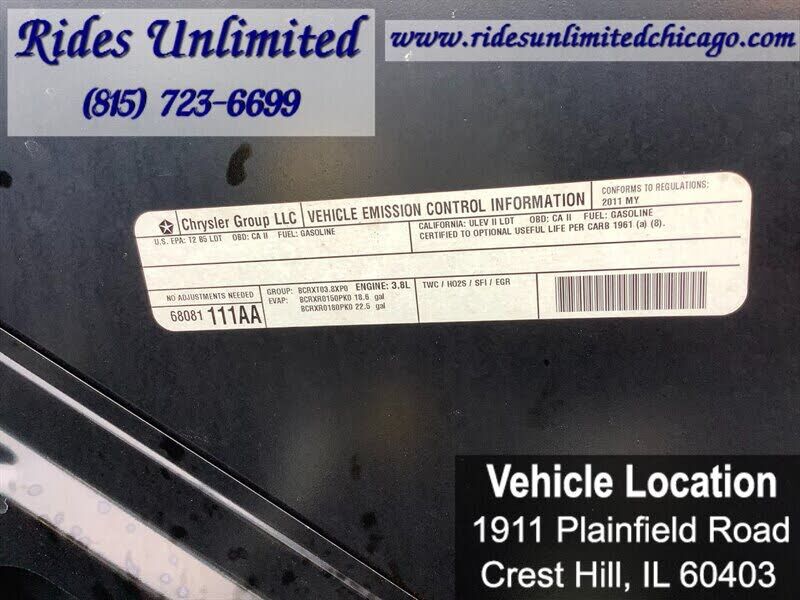 Rides Unlimited
(815) 723-6699
www.ridesunlimitedchicago.com
Chrysler Group LLC
VEHICLE EMISSION CONTROL INFORMATION
CONFORMS TO REGULATIONS:
2011 MY
U.S. EPA: T2 B5 LDT OBD: CA II FUEL: GASOLINE
CALIFORNIA: ULEV II LDT OBD: CA II FUEL: GASOLINE
CERTIFIED TO OPTIONAL USEFUL LIFE PER CARB 1961 (a) (8).
NO ADJUSTMENTS NEEDED
68081 111AA
GROUP: BCRXT03.8XP0 ENGINE: 3.8L
EVAP: BCRXR0150PK0 18.6 gal
BCRXR0180PK0 22.5 gal
TWC / HO2S / SFI / EGR
Vehicle Location
1911 Plainfield Road
Crest Hill, IL 60403